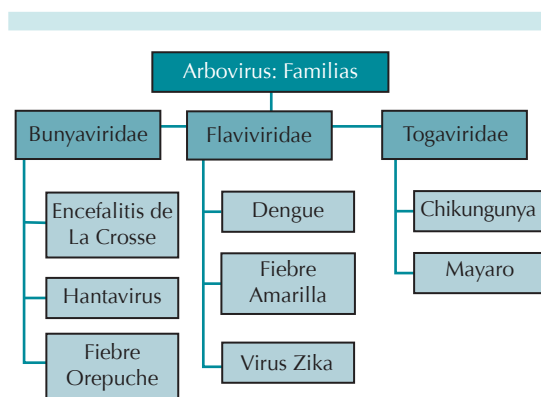 Arbovirus: Familias
Bunyaviridae
Flaviviridae
Togaviridae
Encefalitis de
La Crosse
Hantavirus
Fiebre
Orepuche
Dengue
Fiebre
Amarilla
Virus Zika
Chikungunya
Mayaro